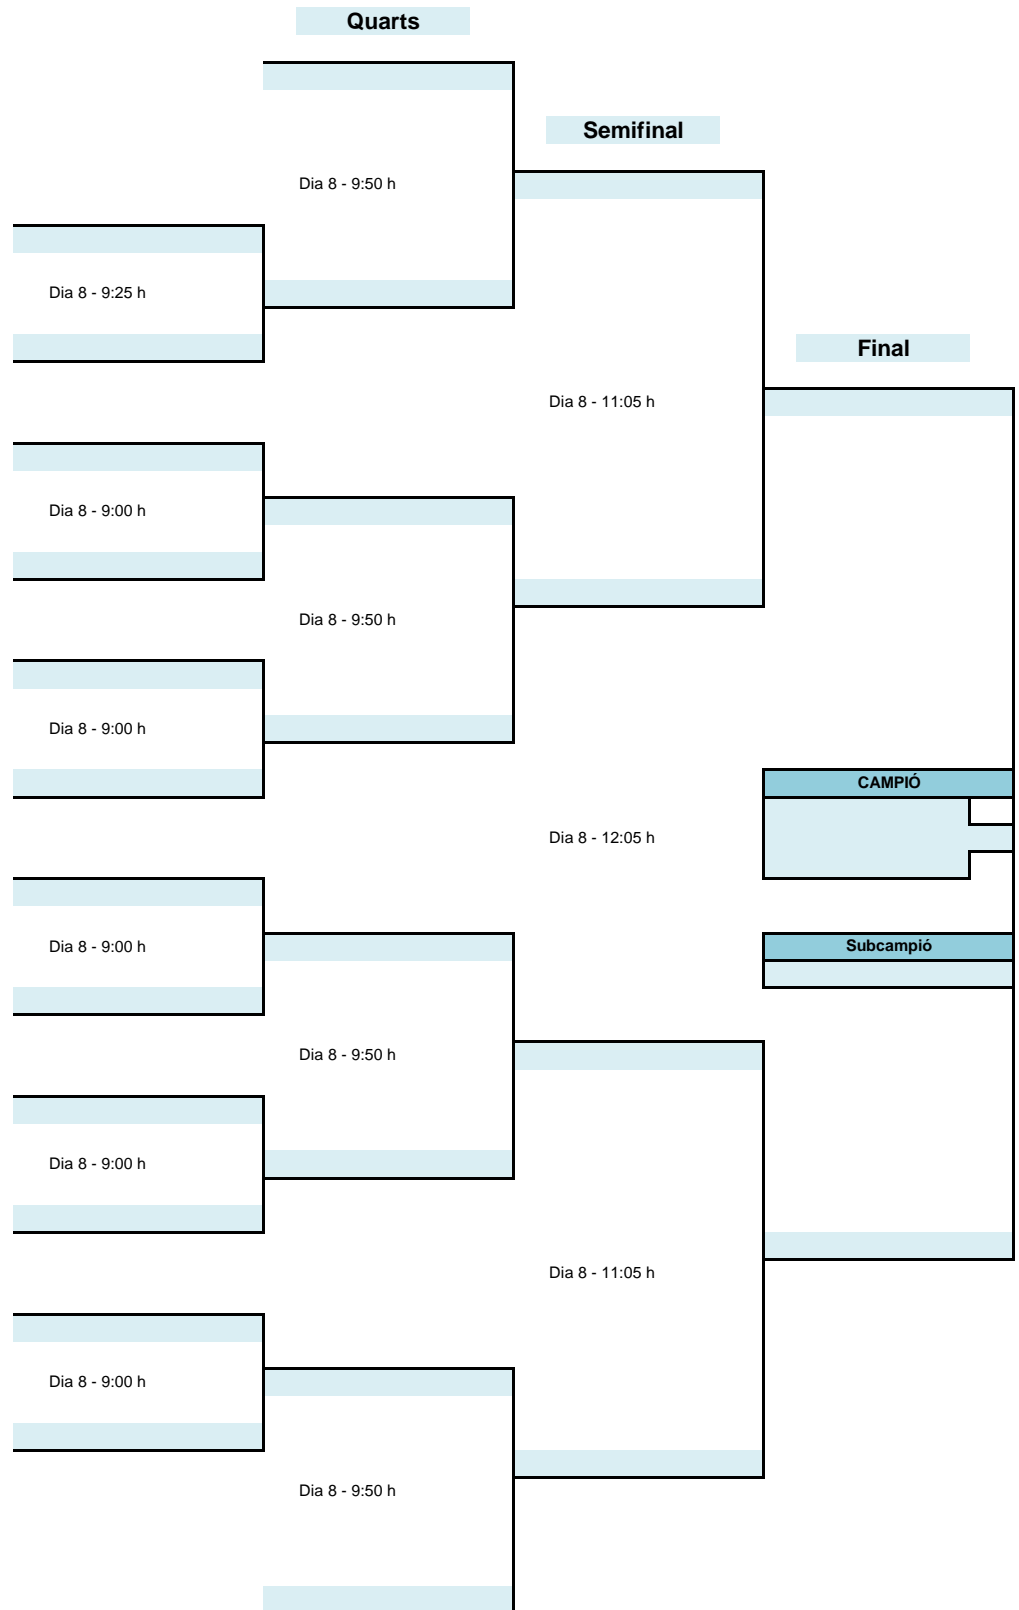 Quarts
Semifinal
Dia 8 - 9:50 h
Dia 8 - 9:25 h
Final
Dia 8 - 11:05 h
Dia 8 - 9:00 h
Dia 8 - 9:50 h
Dia 8 - 9:00 h
CAMPIÓ
Dia 8 - 12:05 h
Dia 8 - 9:00 h
Subcampió
Dia 8 - 9:50 h
Dia 8 - 9:00 h
Dia 8 - 11:05 h
Dia 8 - 9:00 h
Dia 8 - 9:50 h